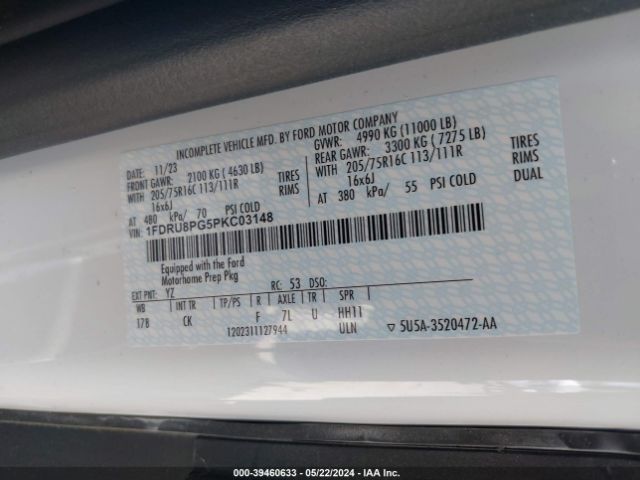 INCOMPLETE VEHICLE MFD. BY FORD MOTOR COMPANY
DATE: 11/23 GVWR: 4990 KG (11000 LB)
FRONT GAWR: 2100 KG (4630 LB) REAR GAWR: 3300 KG (7275 LB)
WITH 205/75R16C 113/111R TIRES WITH 205/75R16C 113/111R TIRES
16x6J RIMS 16x6J RIMS
AT 480 kPa/ 70 PSI COLD AT 380 kPa/ 55 PSI COLD DUAL
VIN: 1FDRU8PG5PKC03148
Equipped with the Ford
Motorhome Prep Pkg
EXT PNT: YZ RC: 53 DSO:
WB INT TR TP/PS R AXLE TR SPR
178 CK F 7L U HH11
1202311127944 ULN ▽ 5U5A-3520472-AA
000-39460633 - 05/22/2024 - IAA Inc.